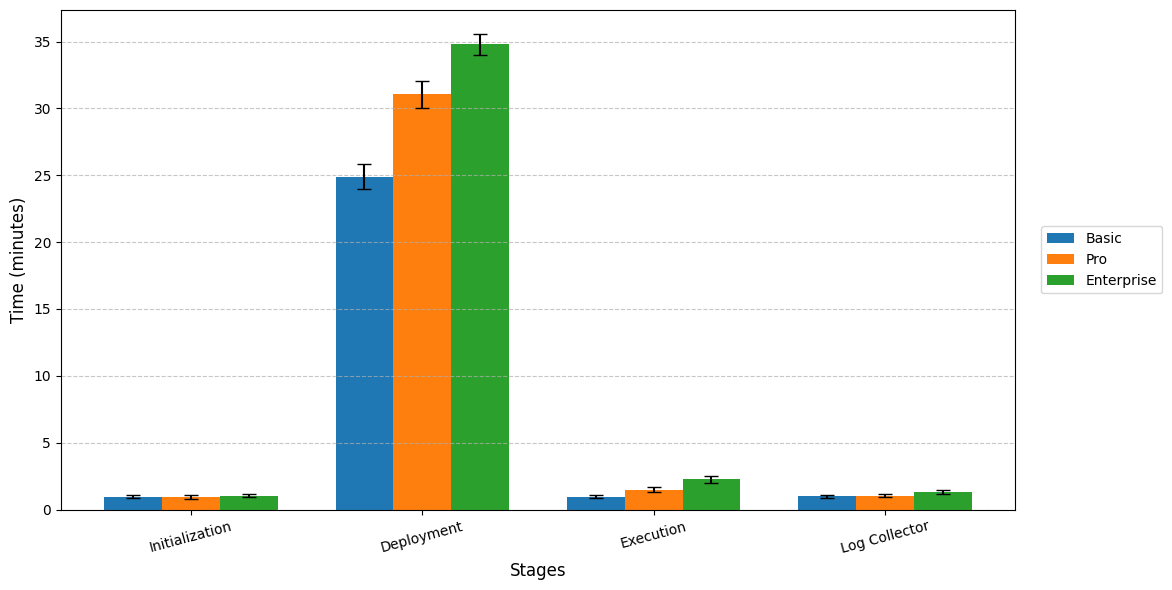 35
30
25
20
15
10
5
0
Time (minutes)
Initialization
Deployment
Execution
Log Collector
Stages
Basic
Pro
Enterprise